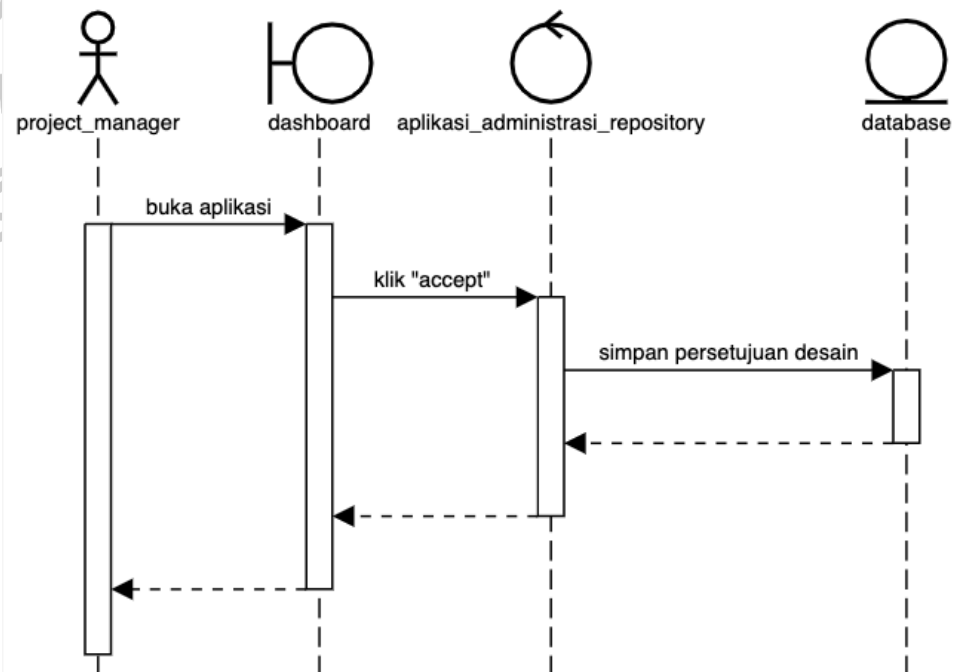 project_manager
dashboard
aplikasi_administrasi_repository
database
buka aplikasi
klik "accept"
simpan persetujuan desain